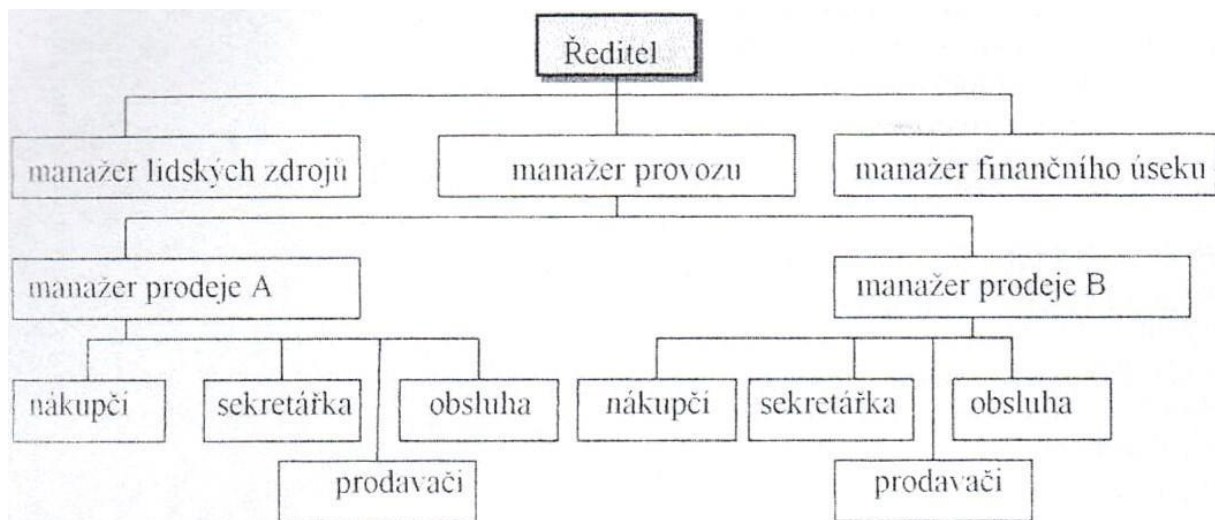 Ředitel
manažer lidských zdrojů
manažer provozu
manažer finančního úseku
manažer prodeje A
manažer prodeje B
nákupčí
sekretářka
obsluha
nákupčí
sekretářka
obsluha
prodavači
prodavači